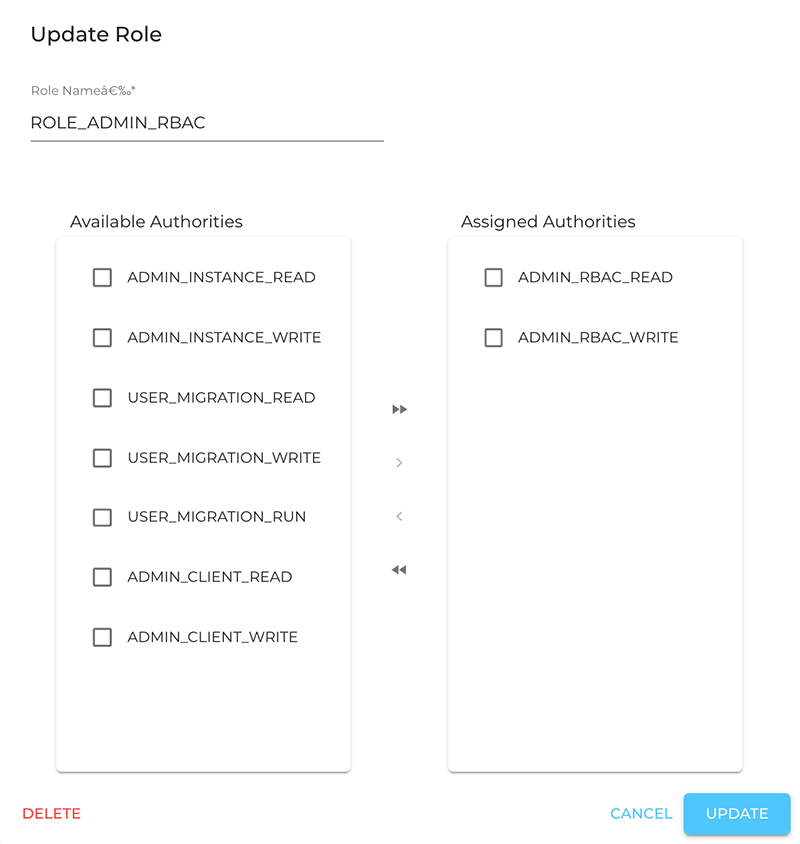 Update Role
Role Nameâ€‰*
ROLE_ADMIN_RBAC
Available Authorities
ADMIN_INSTANCE_READ
ADMIN_INSTANCE_WRITE
USER_MIGRATION_READ
USER_MIGRATION_WRITE
USER_MIGRATION_RUN
ADMIN_CLIENT_READ
ADMIN_CLIENT_WRITE
Assigned Authorities
ADMIN_RBAC_READ
ADMIN_RBAC_WRITE
DELETE
CANCEL
UPDATE